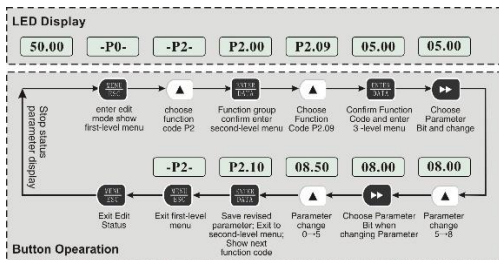 LED Display
50.00
-P0-
-P2-
P2.00
P2.09
05.00
05.00
MENU
ESC
ENTER
DATA
ENTER
DATA
enter edit
mode show
first-level menu
choose
function
code P2
Function group
confirm enter
second-level menu
Choose
Function
Code P2.09
Confirm Function
Code and enter
3 -level menu
Choose
Parameter
Bit and change
Stop status
parameter display
-P2-
P2.10
08.50
08.00
08.00
MENU
ESC
MENU
ESC
ENTER
DATA
Exit Edit
Status
Exit first-level
menu
Save revised
parameter; Exit to
second-level menu;
Show next
function code
Parameter
change
0→5
Choose Parameter
Bit when
changing Parameter
Parameter
change
5→8
Button Opearation